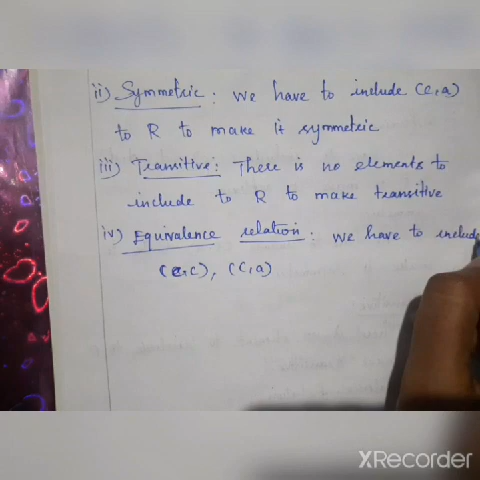 ii) Symmetric : We have to include (c,a)
to R to make it symmetric
iii) Transitive : There is no elements to
include to R to make transitive
iv) Equivalence relation : We have to include
(c,c), (c,a)
XRecorder